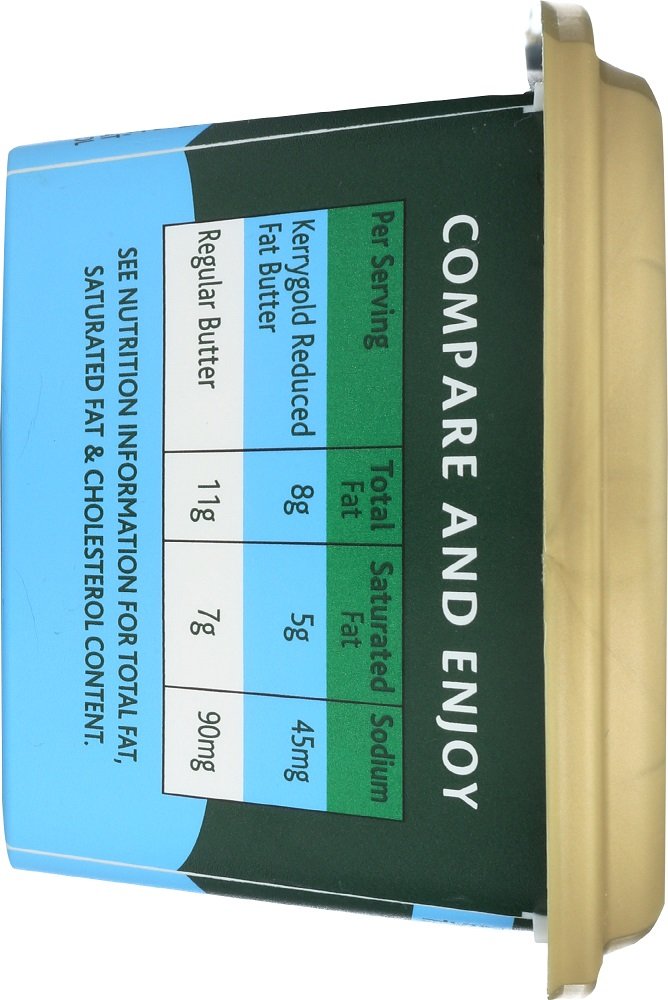 COMPARE AND ENJOY
Per Serving Total Fat Saturated Fat Sodium
Kerrygold Reduced Fat Butter 8g 5g 45mg
Regular Butter 11g 7g 90mg
SEE NUTRITION INFORMATION FOR TOTAL FAT,
SATURATED FAT & CHOLESTEROL CONTENT.